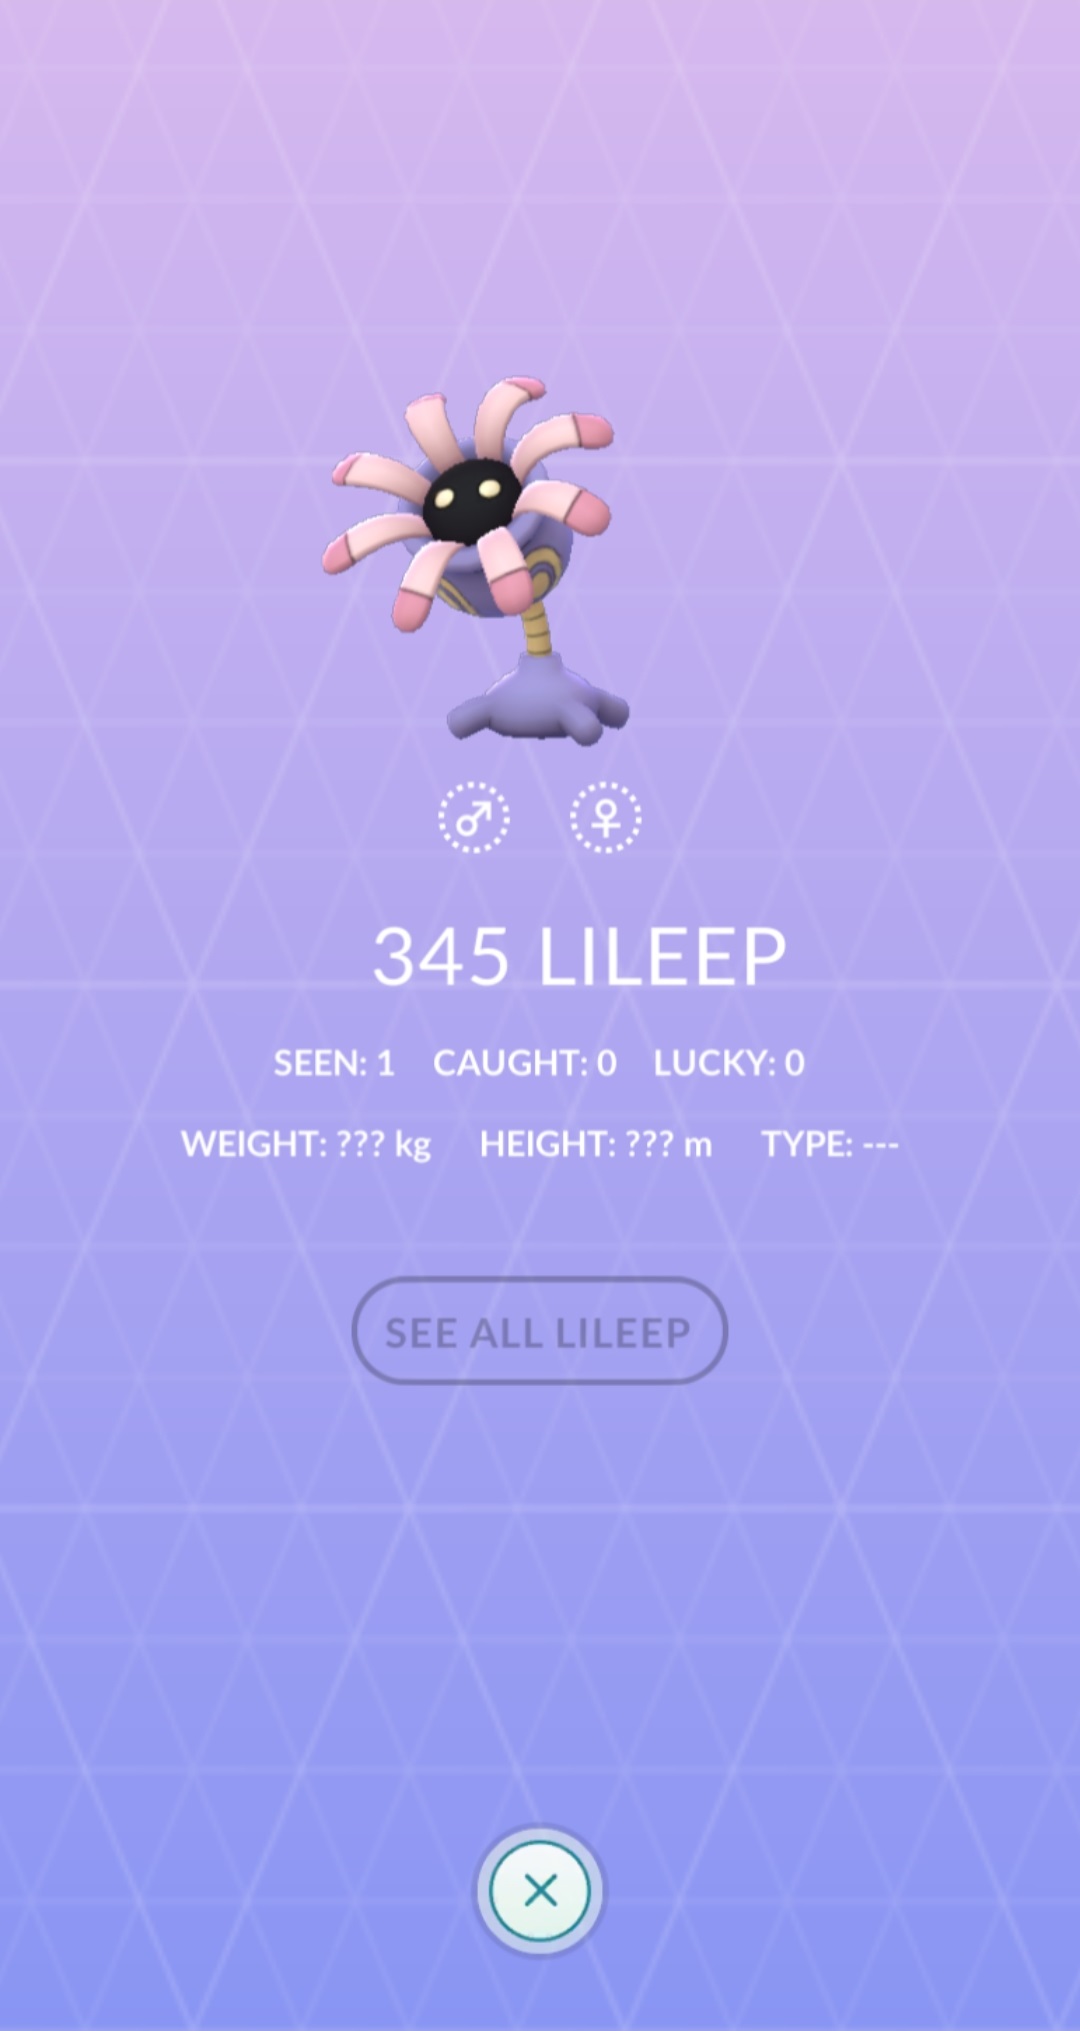 345 LILEEP
SEEN: 1 CAUGHT: 0 LUCKY: 0
WEIGHT: ??? kg HEIGHT: ??? m TYPE: ---
SEE ALL LILEEP